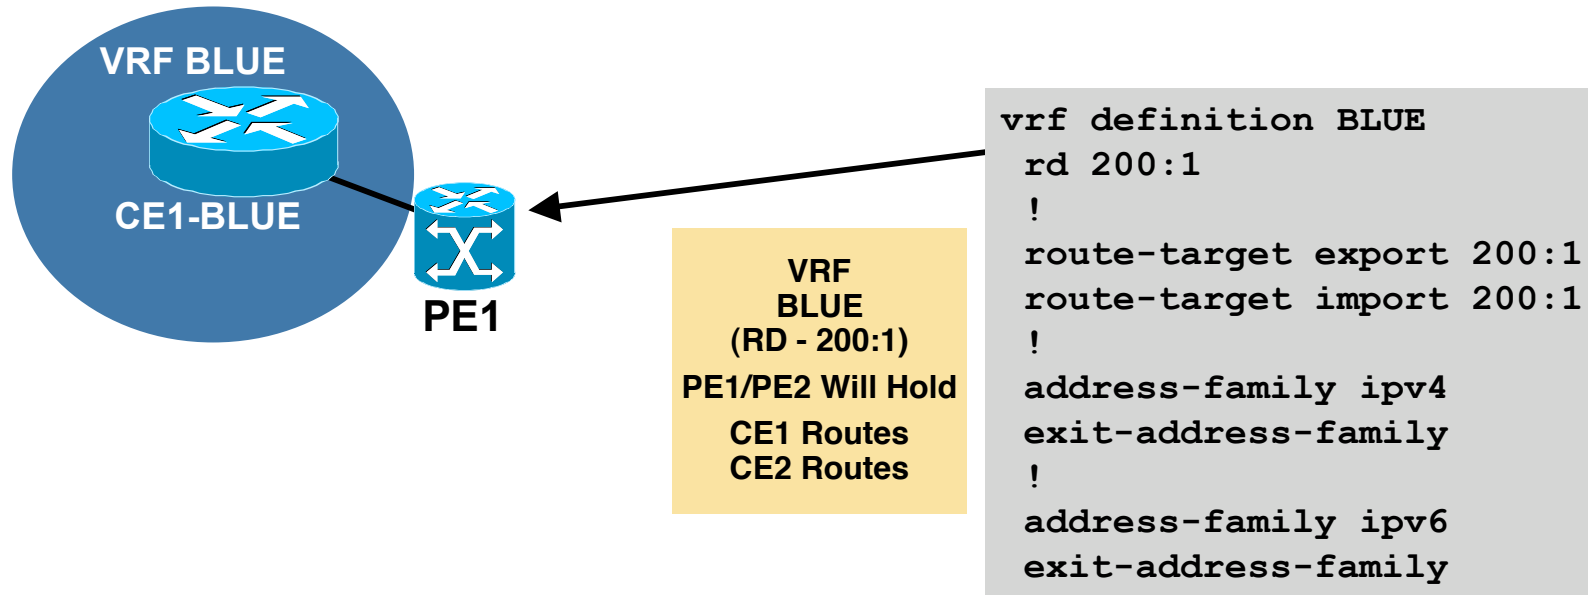 VRF BLUE
CE1-BLUE
PE1
VRF
BLUE
(RD - 200:1)
PE1/PE2 Will Hold
CE1 Routes
CE2 Routes
vrf definition BLUE
rd 200:1
!
route-target export 200:1
route-target import 200:1
!
address-family ipv4
exit-address-family
!
address-family ipv6
exit-address-family